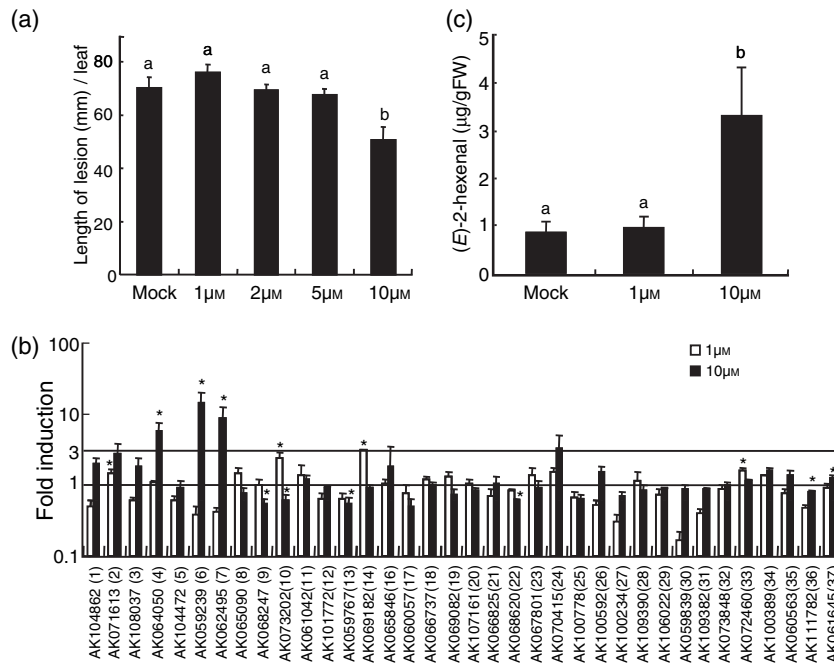 (a)
Length of lesion (mm) / leaf
80
60
40
20
0
a
a
a
a
b
Mock
1µM
2µM
5µM
10µM
(c)
(E)-2-hexenal (µg/gFW)
5
4
3
2
1
0
a
a
b
Mock
1µM
10µM
(b)
Fold induction
100
10
3
1
0.1
1µM
10µM
*
*
*
*
*
*
*
*
*
*
*
*
*
AK104862 (1)
AK071613 (2)
AK108037 (3)
AK064050 (4)
AK104472 (5)
AK059239 (6)
AK062495 (7)
AK065090 (8)
AK068247 (9)
AK073202(10)
AK061042(11)
AK101772(12)
AK059767(13)
AK069182(14)
AK065846(16)
AK060057(17)
AK066737(18)
AK069082(19)
AK107161(20)
AK066825(21)
AK068620(22)
AK067801(23)
AK070415(24)
AK100778(25)
AK100592(26)
AK100234(27)
AK109390(28)
AK106022(29)
AK059839(30)
AK109382(31)
AK073848(32)
AK072460(33)
AK100389(34)
AK060563(35)
AK111782(36)